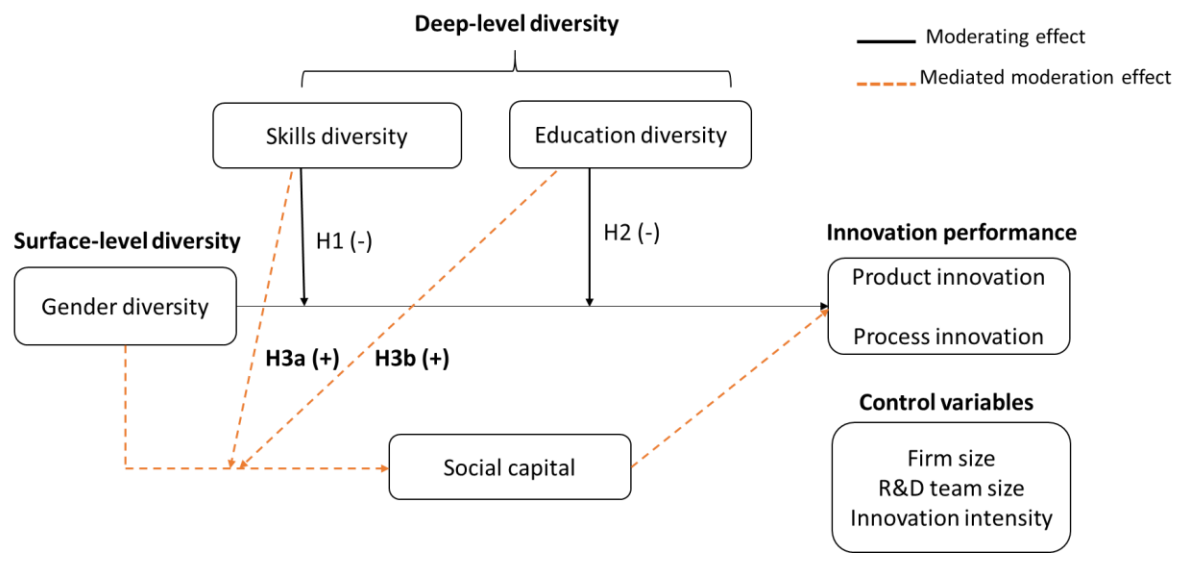 Deep-level diversity
Moderating effect
Mediated moderation effect
Skills diversity
Education diversity
H1 (-)
H2 (-)
Surface-level diversity
Innovation performance
Gender diversity
Product innovation
Process innovation
H3a (+)
H3b (+)
Control variables
Social capital
Firm size
R&D team size
Innovation intensity